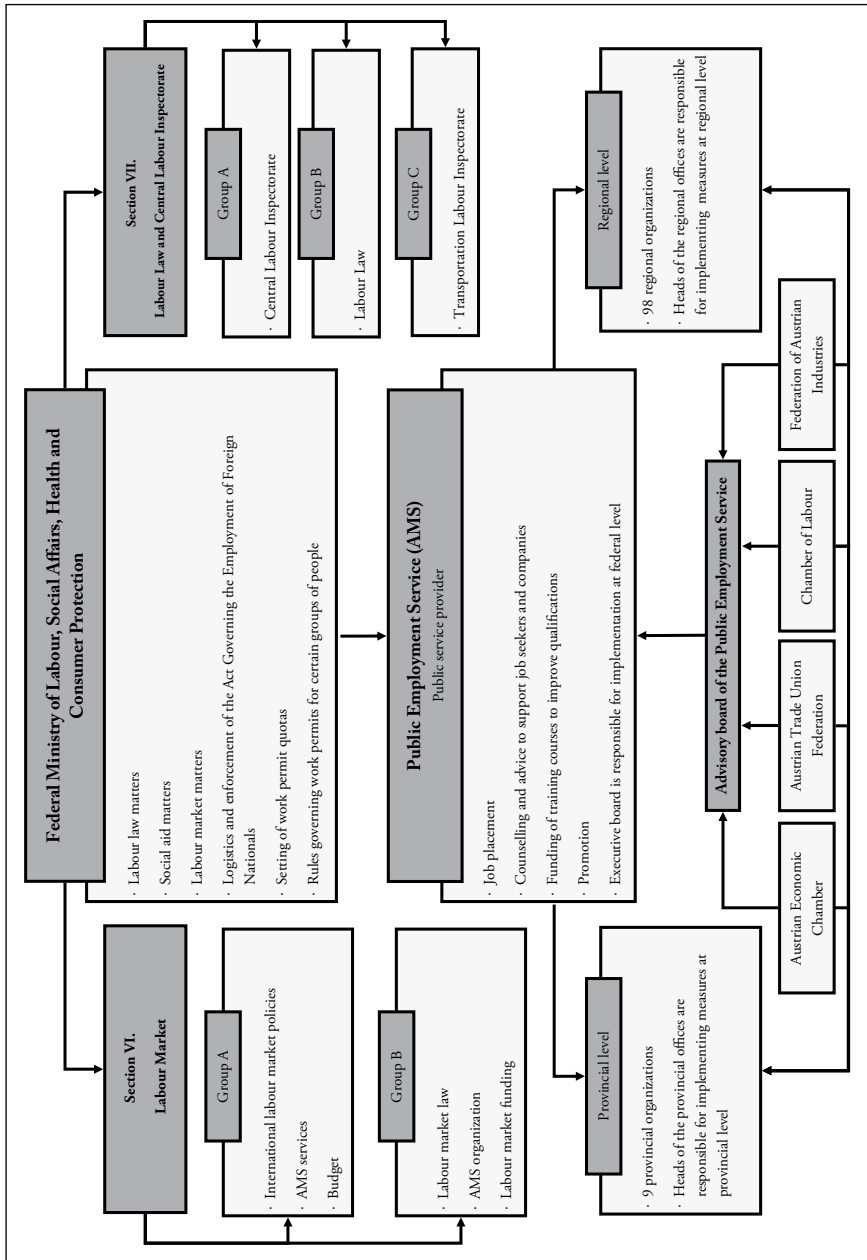 Federal Ministry of Labour, Social Affairs, Health and
Consumer Protection
· Labour law matters
· Social aid matters
· Labour market matters
· Logistics and enforcement of the Act Governing the Employment of Foreign
Nationals
· Setting of work permit quotas
· Rules governing work permits for certain groups of people
Section VI.
Labour Market
Group A
· International labour market policies
· AMS services
· Budget
Group B
· Labour market law
· AMS organization
· Labour market funding
Section VII.
Labour Law and Central Labour Inspectorate
Group A
· Central Labour Inspectorate
Group B
· Labour Law
Group C
· Transportation Labour Inspectorate
Public Employment Service (AMS)
Public service provider
· Job placement
· Counselling and advice to support job seekers and companies
· Funding of training courses to improve qualifications
· Promotion
· Executive board is responsible for implementation at federal level
Provincial level
· 9 provincial organizations
· Heads of the provincial offices are
responsible for implementing measures at
provincial level
Regional level
· 98 regional organizations
· Heads of the regional offices are responsible
for implementing measures at regional level
Advisory board of the Public Employment Service
Austrian Economic
Chamber
Austrian Trade Union
Federation
Chamber of Labour
Federation of Austrian
Industries